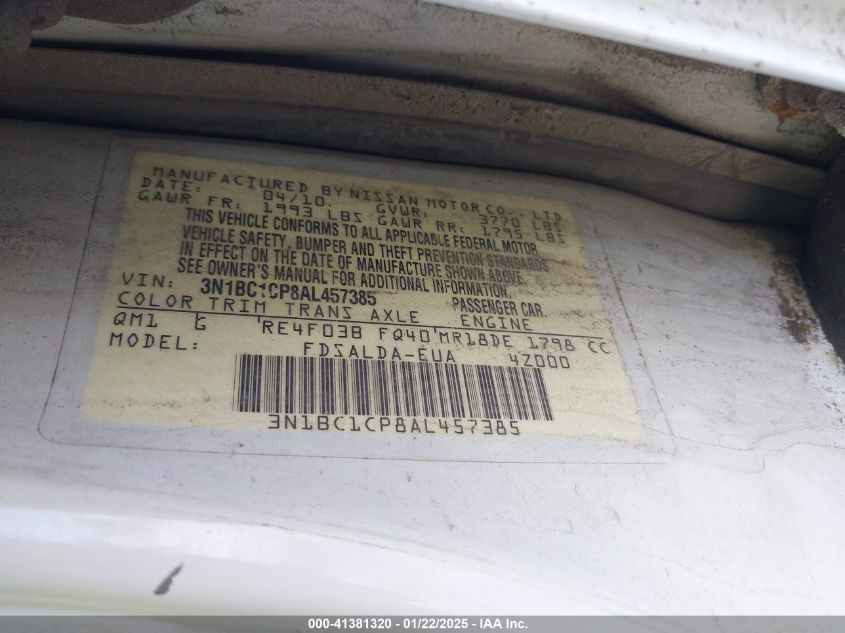 MANUFACTURED BY NISSAN MOTOR CO., LTD.
DATE: 04/10. GVWR: 3770 LBS
GAWR FR: 1993 LBS GAWR RR: 1795 LBS
THIS VEHICLE CONFORMS TO ALL APPLICABLE FEDERAL MOTOR
VEHICLE SAFETY, BUMPER AND THEFT PREVENTION STANDARDS
IN EFFECT ON THE DATE OF MANUFACTURE SHOWN ABOVE.
SEE OWNER'S MANUAL FOR ADDITIONAL INFORMATION.
VIN: 3N1BC1CP8AL457385 PASSENGER CAR.
COLOR TRIM TRANS AXLE ENGINE
QM1 G RE4F03B FQ40 MR18DE 1798 CC
MODEL: FDSALDA-EUA 4Z000
3N1BC1CP8AL457385
000-41381320 - 01/22/2025 - IAA Inc.